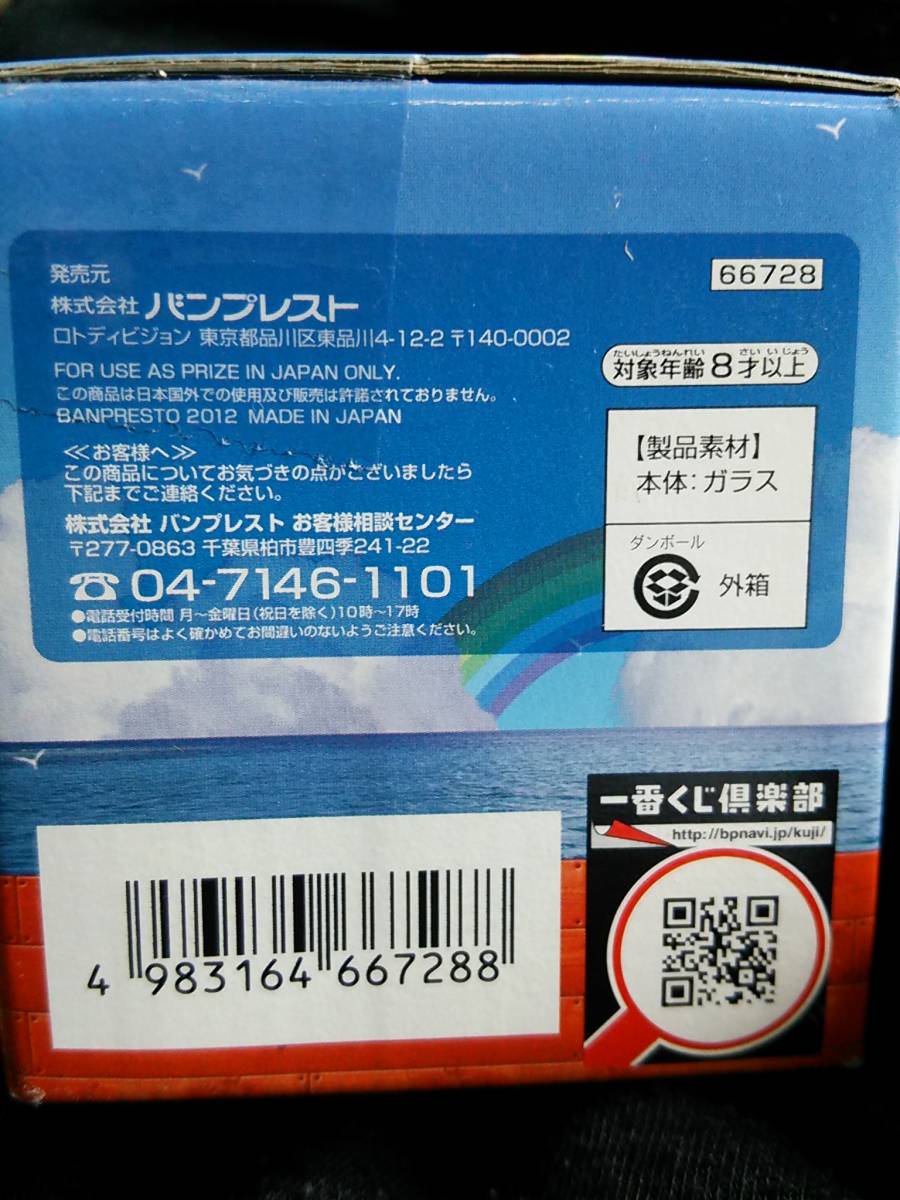 発売元
株式会社 バンプレスト
ロトディビジョン 東京都品川区東品川4-12-2 〒140-0002
FOR USE AS PRIZE IN JAPAN ONLY.
この商品は日本国外での使用及び販売は許諾されておりません。
BANPRESTO 2012 MADE IN JAPAN
≪お客様へ≫
この商品についてお気づきの点がございましたら
下記までご連絡ください。
株式会社 バンプレスト お客様相談センター
〒277-0863 千葉県柏市豊四季241-22
☎04-7146-1101
●電話受付時間 月～金曜日(祝日を除く)10時～17時
●電話番号はよく確かめてお間違いのないようご注意ください。
66728
たいしょうねんれい さい いじょう
対象年齢8才以上
【製品素材】
本体:ガラス
ダンボール
外箱
4 983164 667288
一番くじ倶楽部
http://bpnavi.jp/kuji/